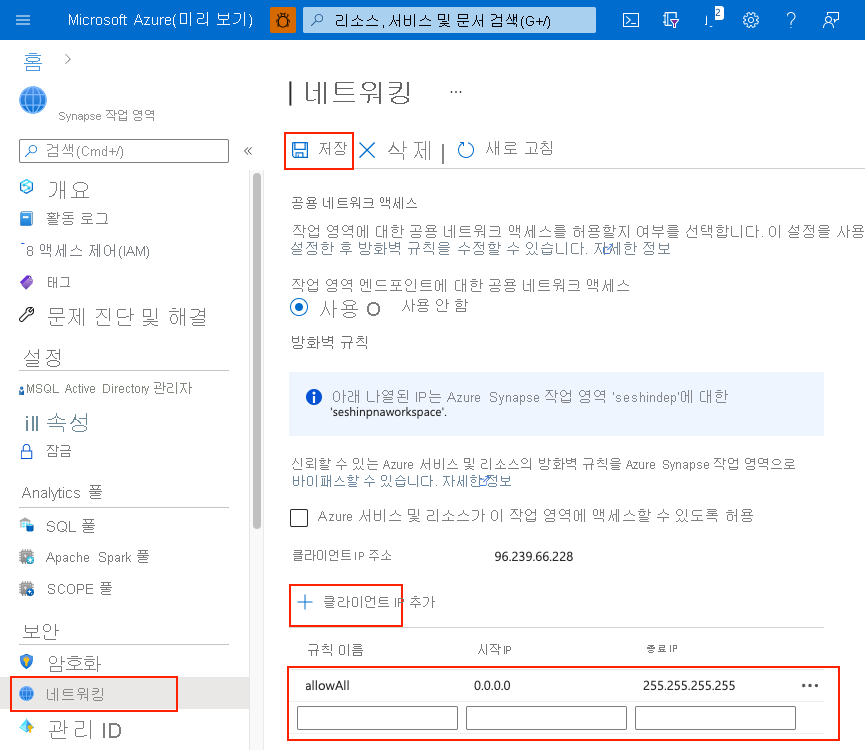 Microsoft Azure(미리 보기)
리소스,서비스 및 문서 검색(G+/)
2
홈
Synapse 작업 영역
검색(Cmd+/)
«
개요
활동 로그
8 액세스 제어(IAM)
태그
문제 진단 및 해결
설정
MSQL Active Directory 관리자
ill 속성
잠금
Analytics 풀
SQL 풀
Apache Spark 풀
SCOPE 풀
보안
암호화
네트워킹
관리 ID
| 네트워킹 ...
저장 삭제 | 새로 고침
공용 네트워크 액세스
작업 영역에 대한 공용 네트워크 액세스를 허용할지 여부를 선택합니다. 이 설정을 사용
설정한 후 방화벽 규칙을 수정할 수 있습니다. 자세한 정보
작업 영역 엔드포인트에 대한 공용 네트워크 액세스
사용 O 사용 안 함
방화벽 규칙
아래 나열된 IP는 Azure Synapse 작업 영역 'seshindep'에 대한
'seshinpnaworkspace'.
신뢰할 수 있는 Azure 서비스 및 리소스의 방화벽 규칙을 Azure Synapse 작업 영역으로
바이패스할 수 있습니다. 자세한 정보
Azure 서비스 및 리소스가 이 작업 영역에 액세스할 수 있도록 허용
클라이언트 IP 주소 96.239.66.228
클라이언트 IP 추가
규칙 이름 시작 IP 종료 IP
allowAll 0.0.0.0 255.255.255.255 ...